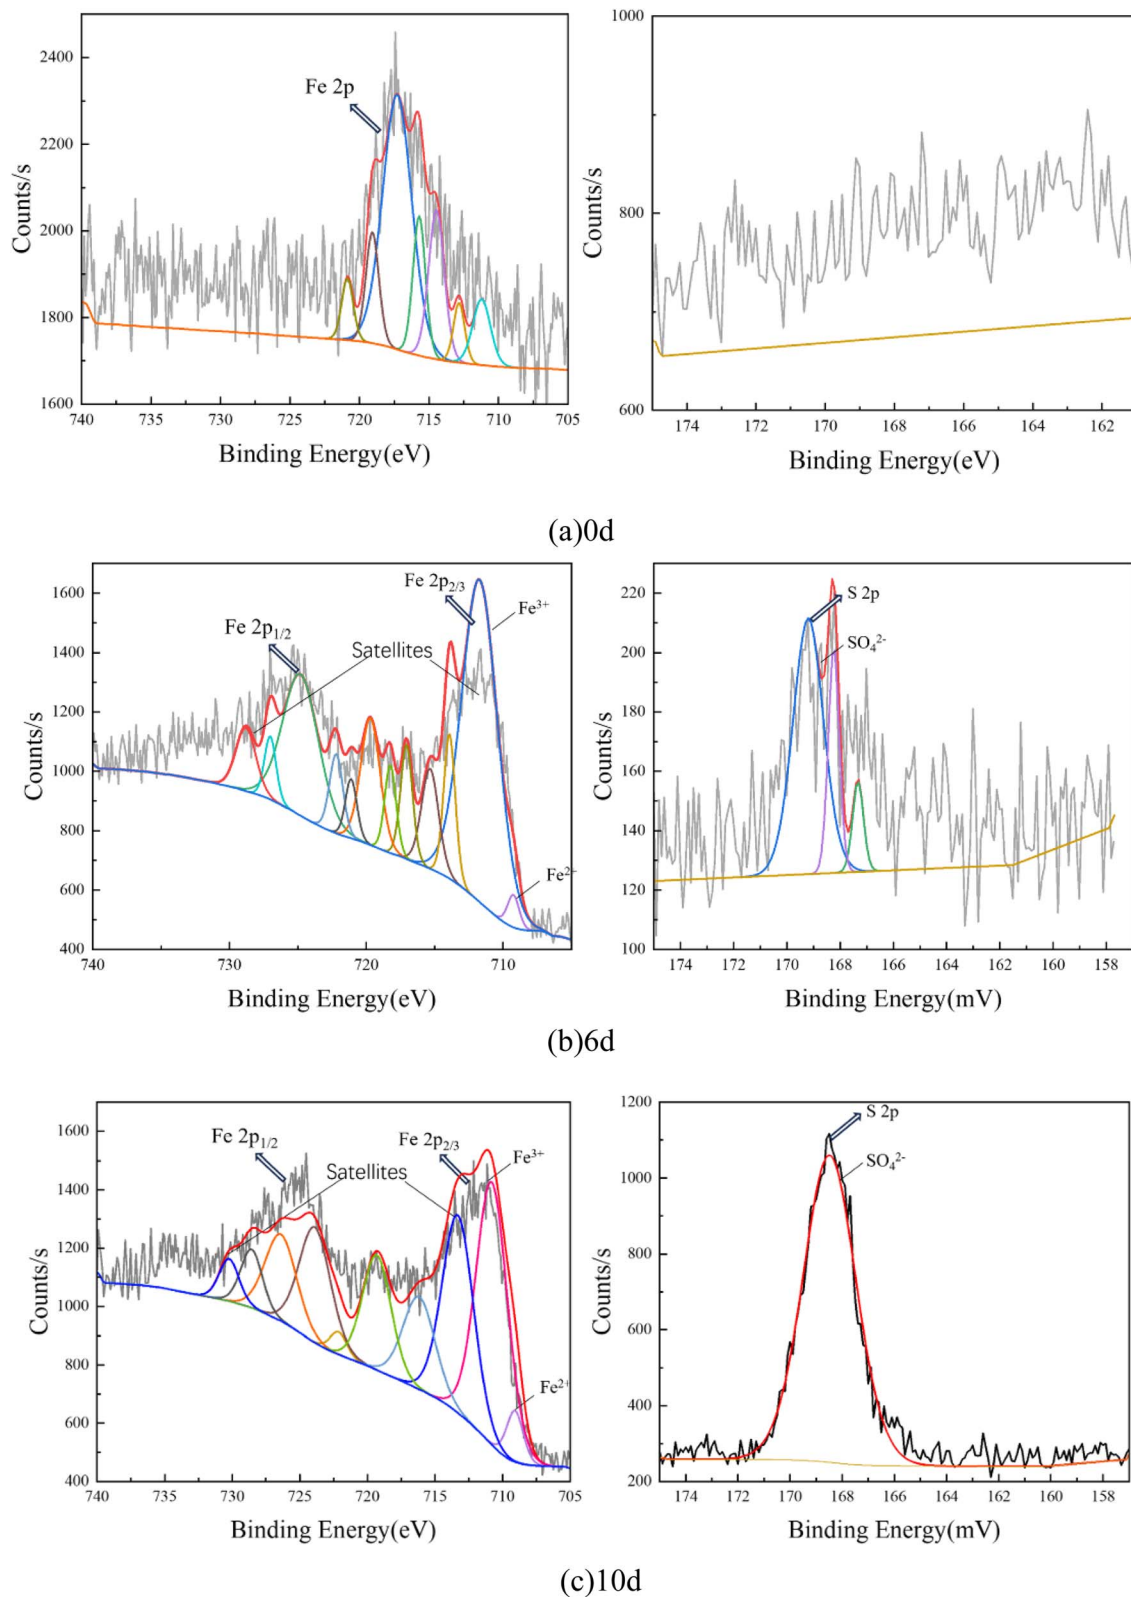 2400
2200
2000
1800
1600
Counts/s
Fe 2p
740 735 730 725 720 715 710 705
Binding Energy(eV)
1000
800
600
Counts/s
174 172 170 168 166 164 162
Binding Energy(eV)
(a)0d
1600
1400
1200
1000
800
600
400
Counts/s
Fe 2p2/3
Fe3+
Fe 2p1/2
Satellites
Fe2+
740 730 720 710
Binding Energy(eV)
220
200
180
160
140
120
100
Counts/s
S 2p
SO42-
174 172 170 168 166 164 162 160 158
Binding Energy(mV)
(b)6d
1600
1400
1200
1000
800
600
400
Counts/s
Fe 2p1/2
Fe 2p2/3
Fe3+
Satellites
Fe2+
740 735 730 725 720 715 710 705
Binding Energy(eV)
1200
1000
800
600
400
200
Counts/s
S 2p
SO42-
174 172 170 168 166 164 162 160 158
Binding Energy(mV)
(c)10d